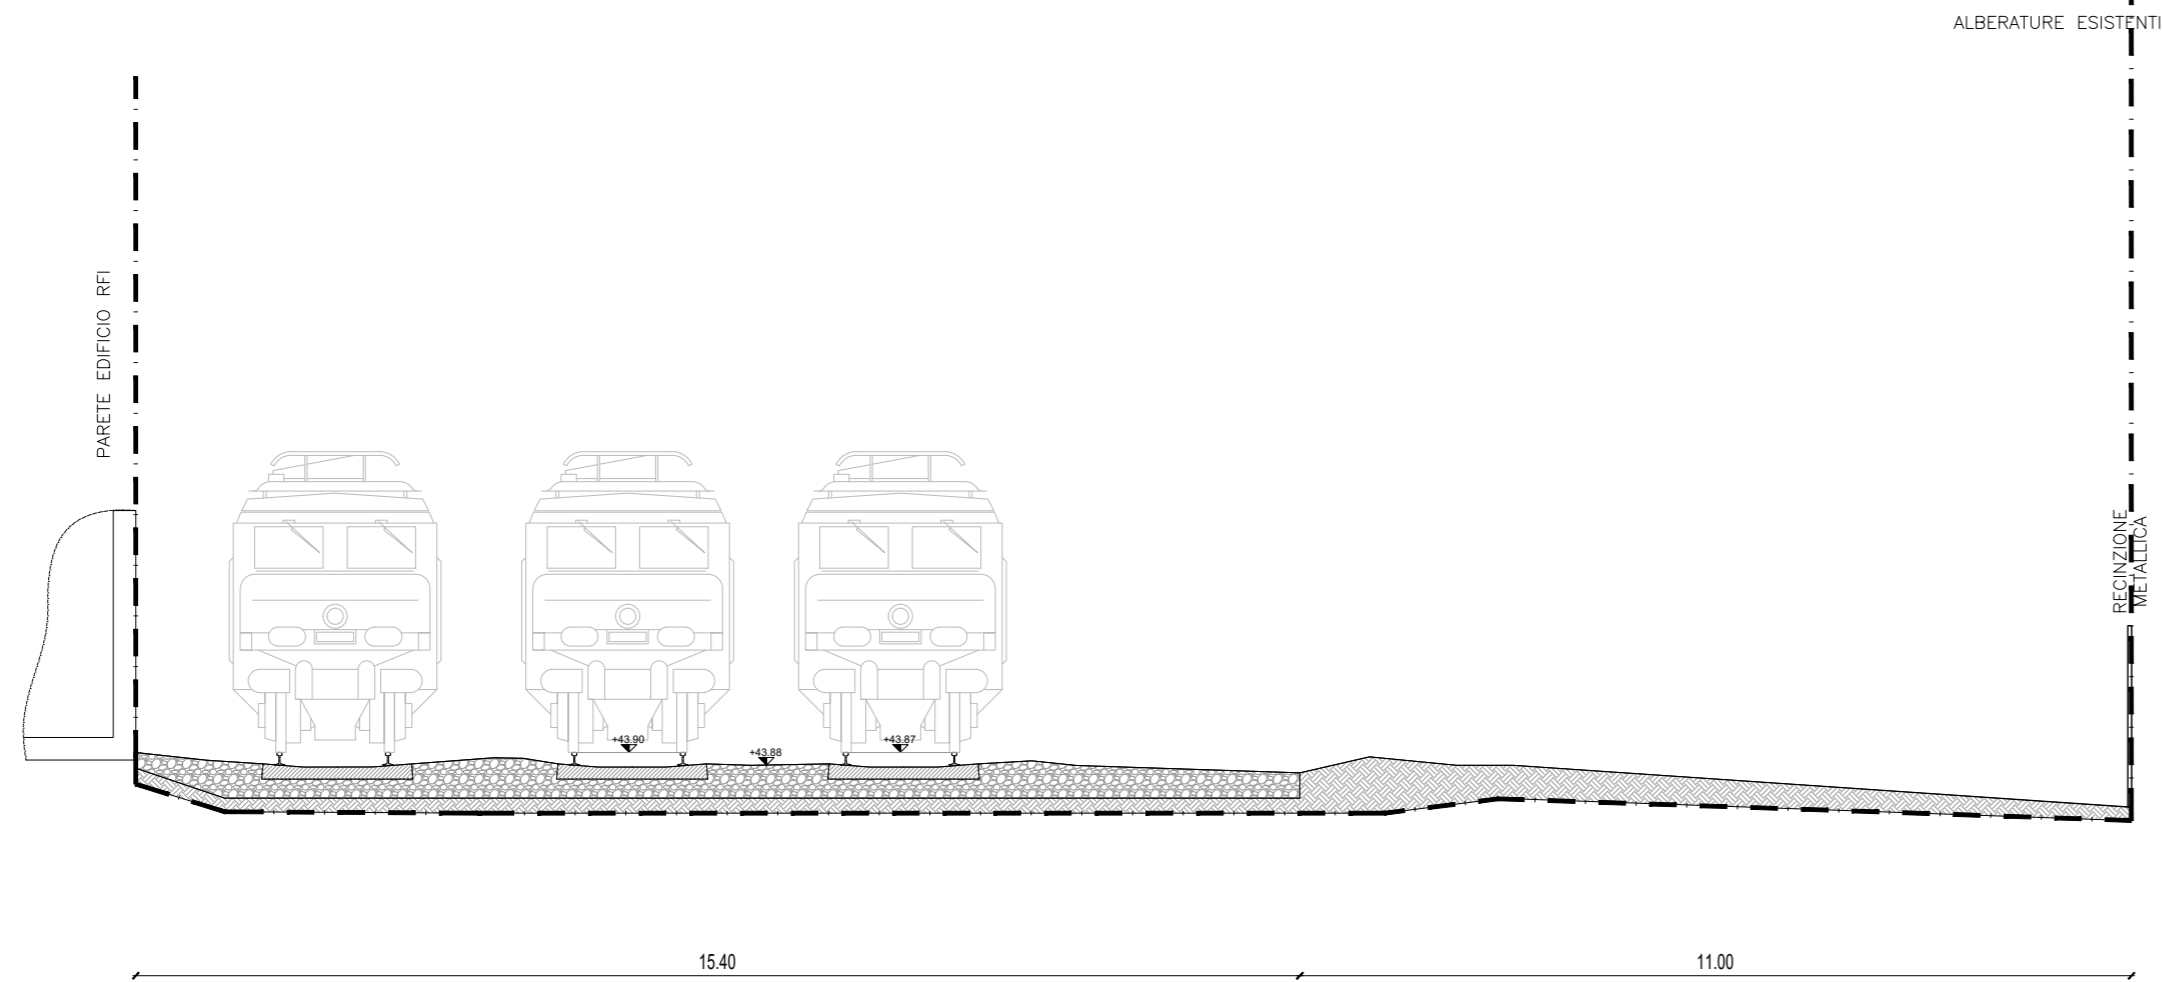 ALBERATURE ESISTENTI
PARETE EDIFICIO RFI
RECINZIONE
METALLICA
+43.90
+43.88
+43.87
15.40
11.00